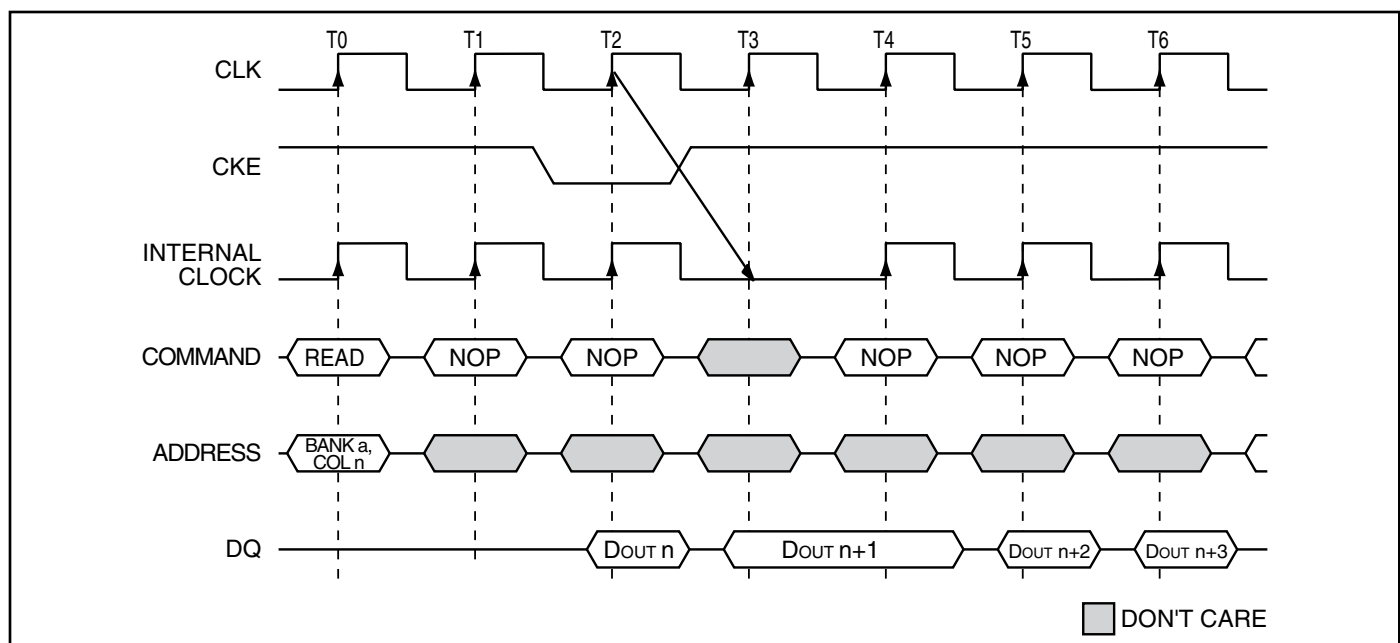 T0 T1 T2 T3 T4 T5 T6
CLK
CKE
INTERNAL
CLOCK
COMMAND READ NOP NOP NOP NOP NOP
ADDRESS BANK a,
COL n
DQ DOUT n DOUT n+1 DOUT n+2 DOUT n+3
DON'T CARE